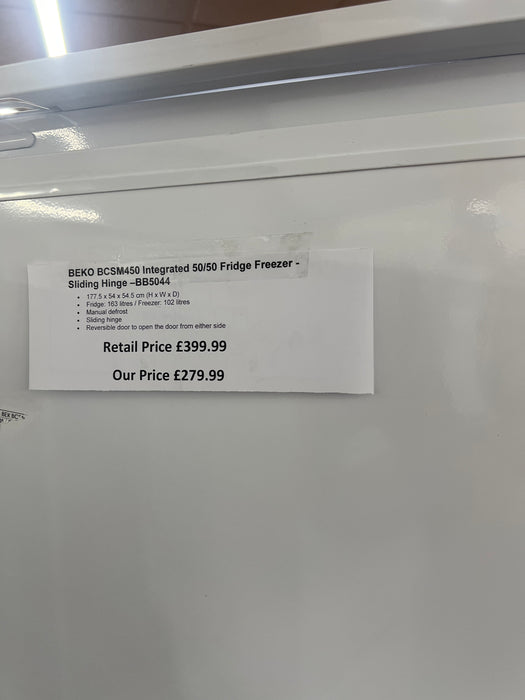 BEKO BCSM450 Integrated 50/50 Fridge Freezer -
Sliding Hinge –BB5044
• 177.5 x 54 x 54.5 cm (H x W x D)
• Fridge: 163 litres / Freezer: 102 litres
• Manual defrost
• Sliding hinge
• Reversible door to open the door from either side
Retail Price £399.99
Our Price £279.99